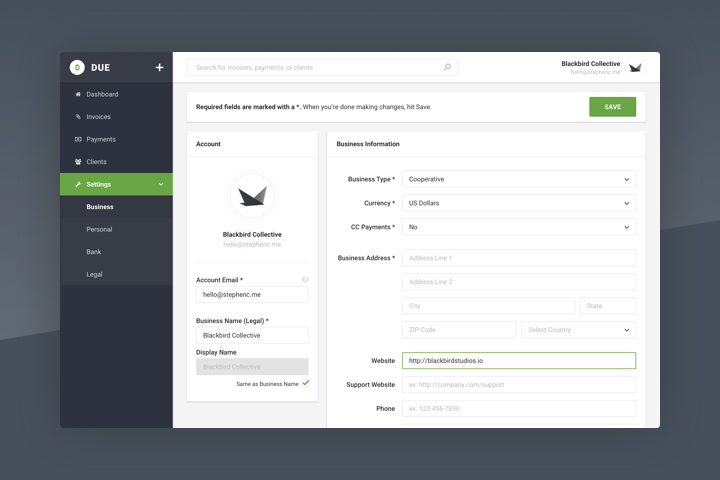 D DUE
Search for invoices, payments, or clients
Blackbird Collective
hello@stephenc.me
Dashboard
Invoices
Payments
Clients
Settings
Business
Personal
Bank
Legal
Required fields are marked with a *. When you're done making changes, hit Save.
SAVE
Account
Blackbird Collective
hello@stephenc.me
Account Email *
?
hello@stephenc.me
Business Name (Legal) *
Blackbird Collective
Display Name
Blackbird Collective
Same as Business Name
Business Information
Business Type * Cooperative
Currency * US Dollars
CC Payments * No
Business Address * Address Line 1
Address Line 2
City State
ZIP Code Select Country
Website http://blackbirdstudios.io
Support Website ex: http://company.com/support
Phone ex: 123-456-7890